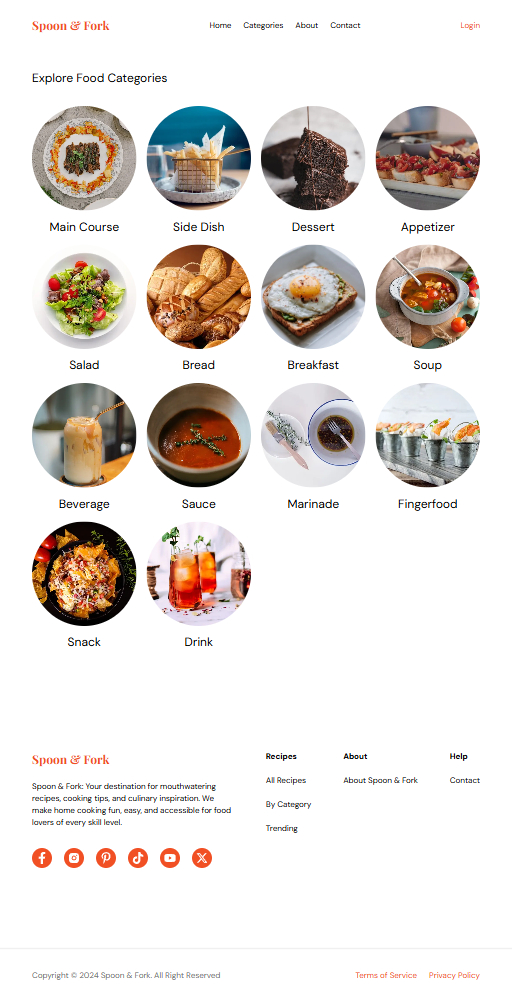 Spoon & Fork
Home Categories About Contact
Login
Explore Food Categories
Main Course
Side Dish
Dessert
Appetizer
Salad
Bread
Breakfast
Soup
Beverage
Sauce
Marinade
Fingerfood
Snack
Drink
Spoon & Fork
Spoon & Fork: Your destination for mouthwatering
recipes, cooking tips, and culinary inspiration. We
make home cooking fun, easy, and accessible for food
lovers of every skill level.
Recipes
All Recipes
By Category
Trending
About
About Spoon & Fork
Help
Contact
Copyright © 2024 Spoon & Fork. All Right Reserved
Terms of Service Privacy Policy